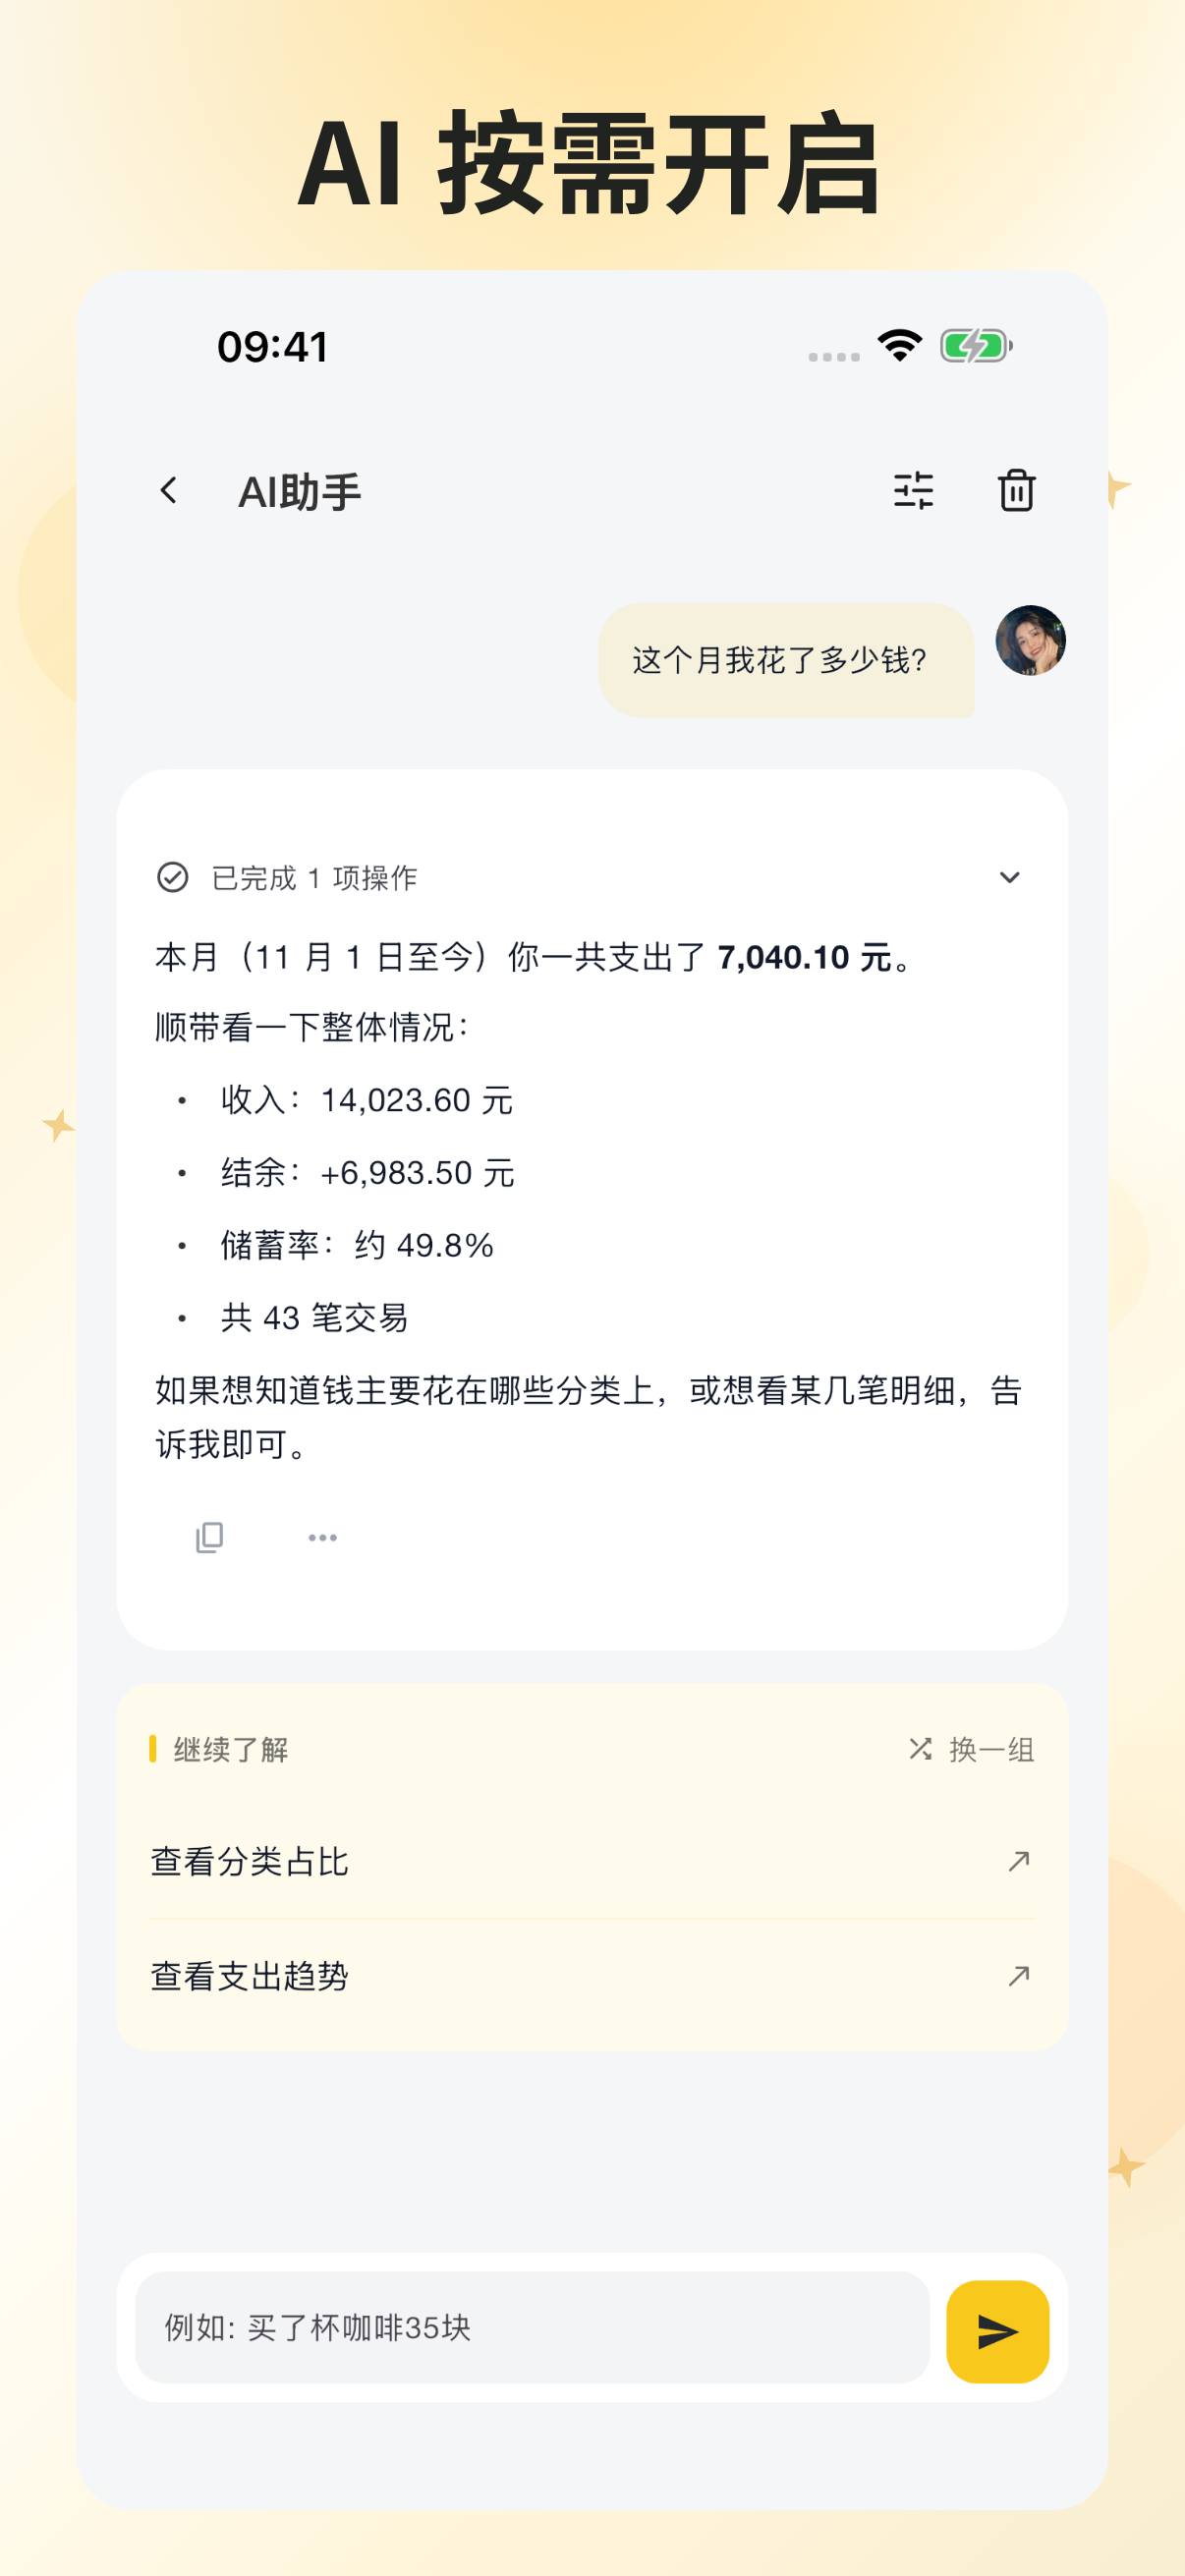 AI 按需开启
09:41
AI助手
这个月我花了多少钱?
已完成 1 项操作
本月（11 月 1 日至今）你一共支出了 7,040.10 元。
顺带看一下整体情况：
• 收入：14,023.60 元
• 结余：+6,983.50 元
• 储蓄率：约 49.8%
• 共 43 笔交易
如果想知道钱主要花在哪些分类上，或想看某几笔明细，告
诉我即可。
继续了解
换一组
查看分类占比
查看支出趋势
例如: 买了杯咖啡35块